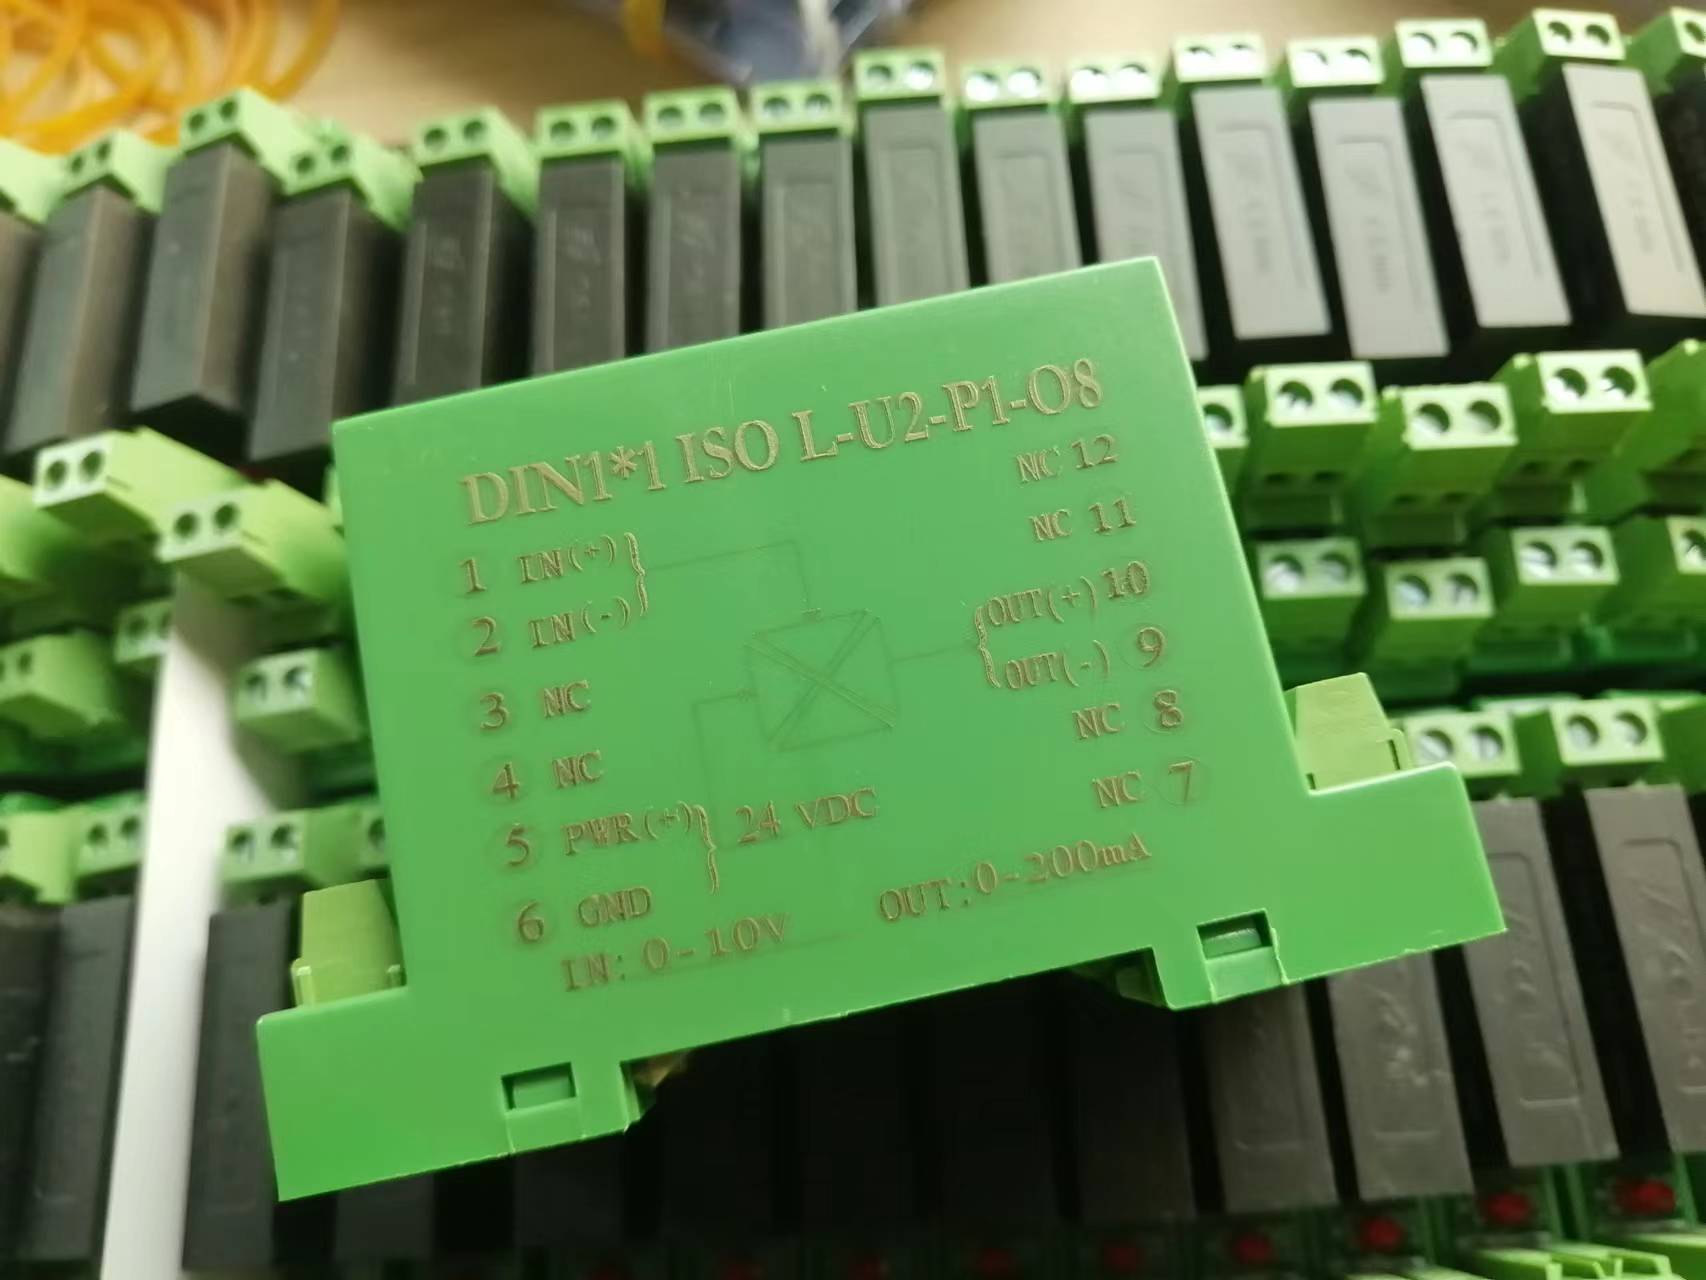 DIN1*1 ISO L-U2-P1-O8
1 IN(+)
2 IN(-)
3 NC
4 NC
5 PWR(+)
6 GND
24 VDC
IN: 0-10V
NC 12
NC 11
OUT(+) 10
OUT(-) 9
NC 8
NC 7
OUT:0-200mA